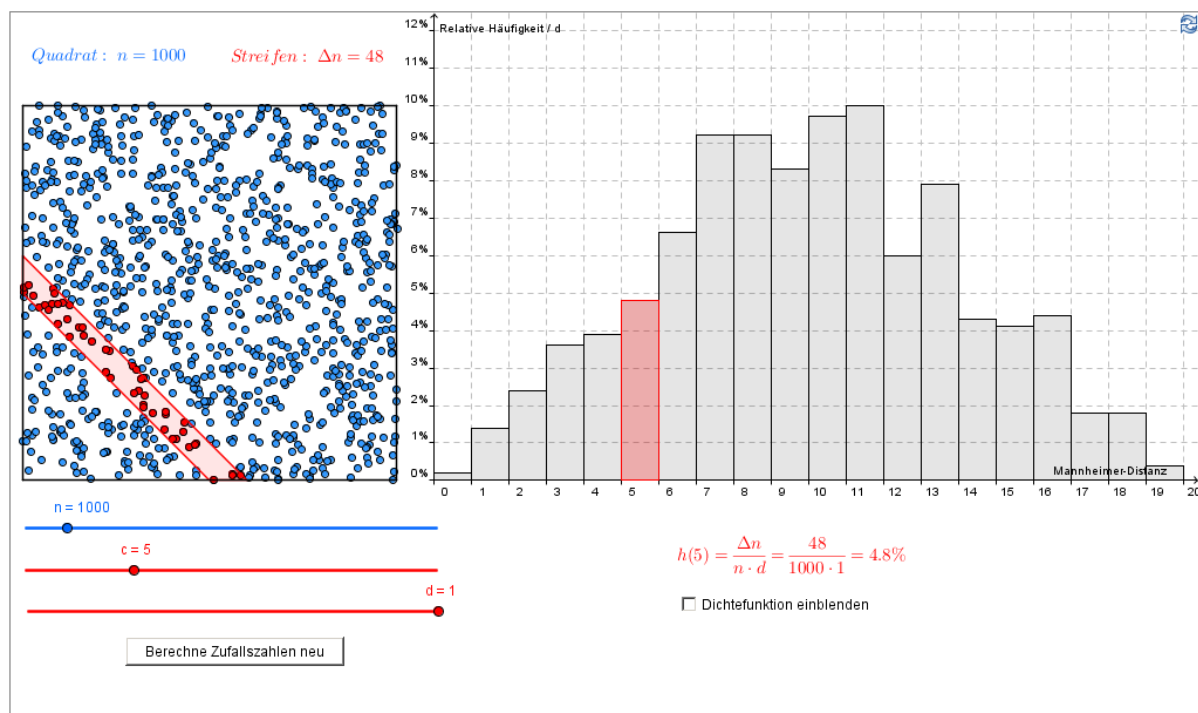 Quadrat : n = 1000
Streifen : Δn = 48
Relative Häufigkeit / d
12%
11%
10%
9%
8%
7%
6%
5%
4%
3%
2%
1%
0%
Mannheimer-Distanz
0 1 2 3 4 5 6 7 8 9 10 11 12 13 14 15 16 17 18 19 20
n = 1000
c = 5
d = 1
h(5) = Δn / n · d = 48 / 1000 · 1 = 4.8%
Dichtefunktion einblenden
Berechne Zufallszahlen neu